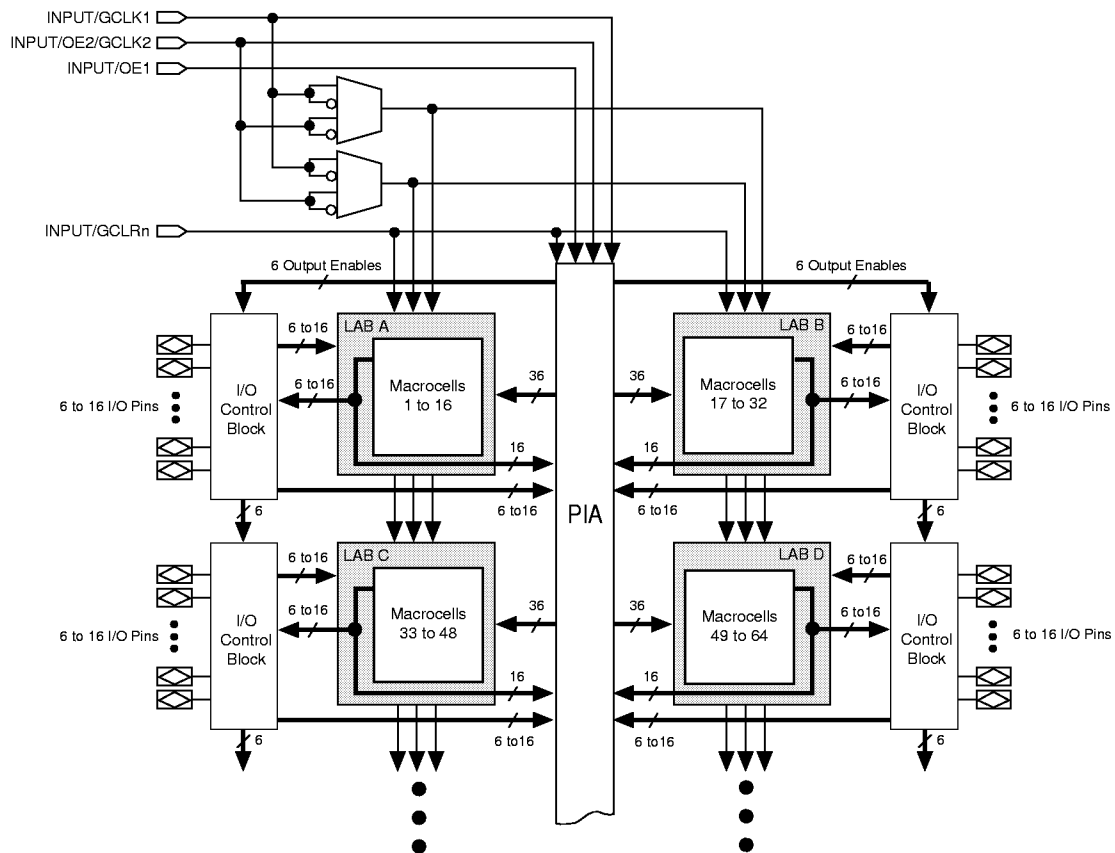 INPUT/GCLK1
INPUT/OE2/GCLK2
INPUT/OE1
INPUT/GCLRn
6 Output Enables
6 Output Enables
LAB A
LAB B
6 to16
6 to16
6 to 16 I/O Pins
I/O
Control
Block
6 to16
Macrocells
1 to 16
36
36
Macrocells
17 to 32
6 to16
I/O
Control
Block
6 to 16 I/O Pins
16
16
6 to16
6 to16
PIA
6
6
LAB C
LAB D
6 to16
6 to16
6 to 16 I/O Pins
I/O
Control
Block
6 to16
Macrocells
33 to 48
36
36
Macrocells
49 to 64
6 to16
I/O
Control
Block
6 to 16 I/O Pins
16
16
6 to16
6 to16
6
6